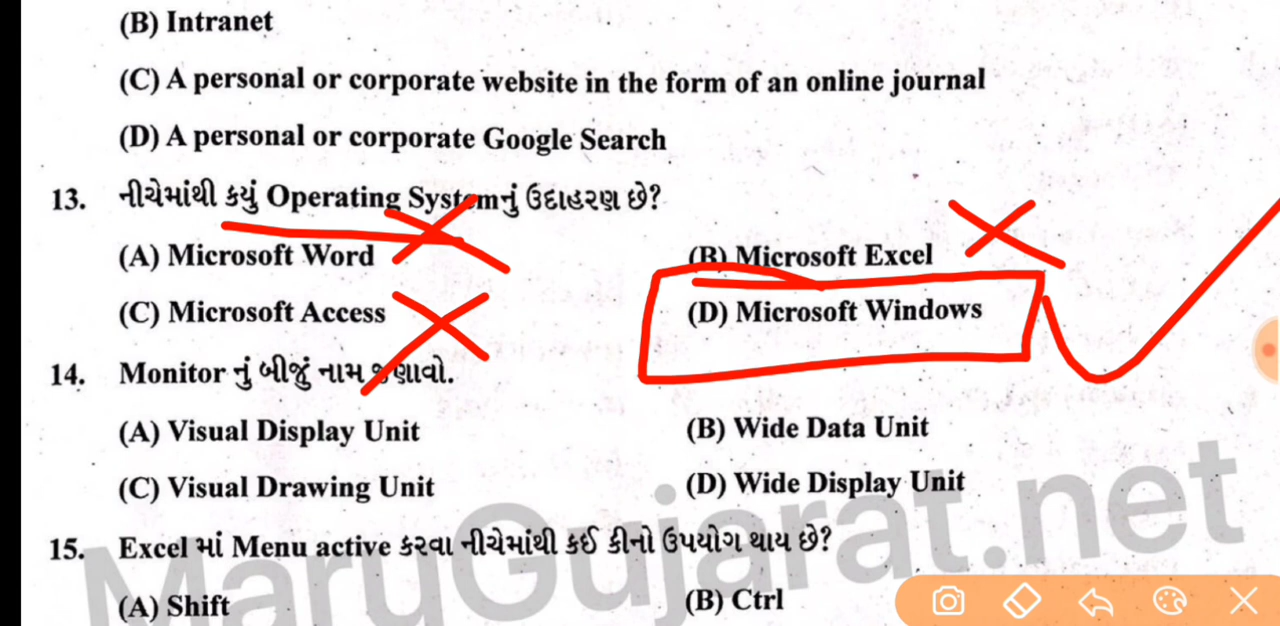 (B) Intranet
(C) A personal or corporate website in the form of an online journal
(D) A personal or corporate Google Search
13. નીચેમાંથી કયું Operating Systemનું ઉદાહરણ છે?
(A) Microsoft Word (B) Microsoft Excel
(C) Microsoft Access (D) Microsoft Windows
14. Monitor નું બીજું નામ જણાવો.
(A) Visual Display Unit (B) Wide Data Unit
(C) Visual Drawing Unit (D) Wide Display Unit
15. Excel માં Menu active કરવા નીચેમાંથી કઈ કીનો ઉપયોગ થાય છે?
(A) Shift (B) Ctrl
MaruGujarat.net